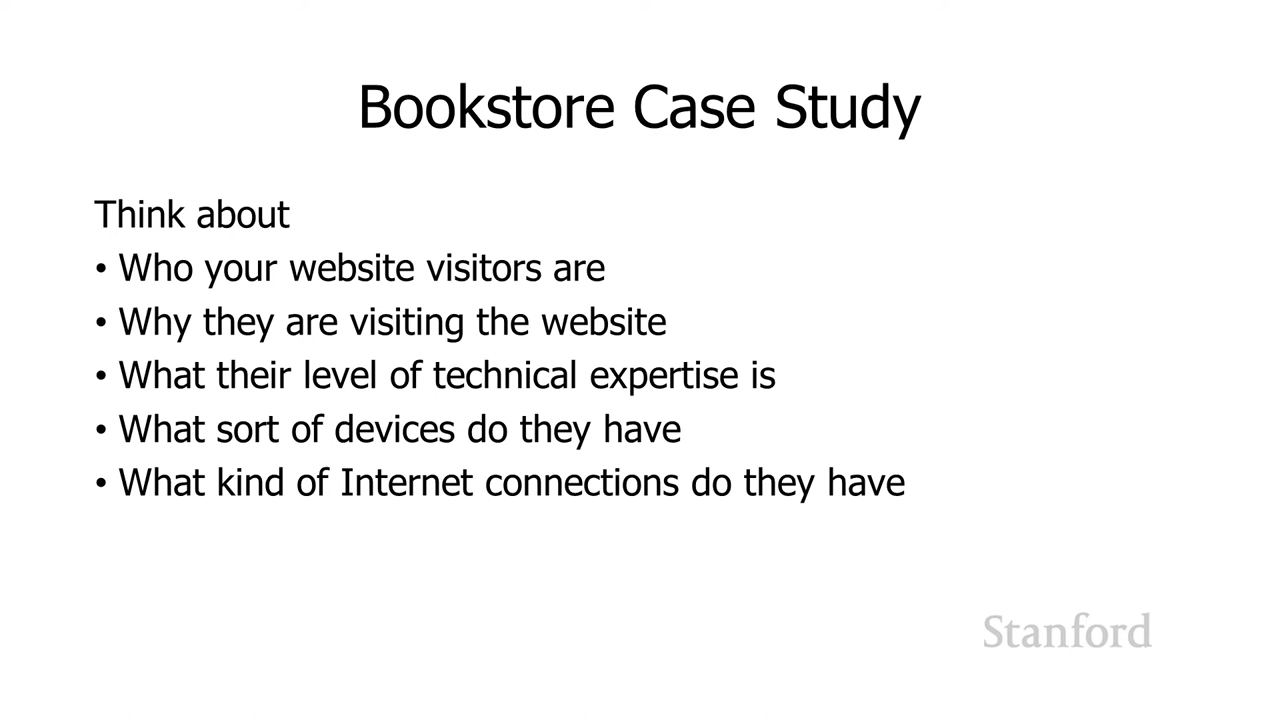 Bookstore Case Study
Think about
• Who your website visitors are
• Why they are visiting the website
• What their level of technical expertise is
• What sort of devices do they have
• What kind of Internet connections do they have
Stanford